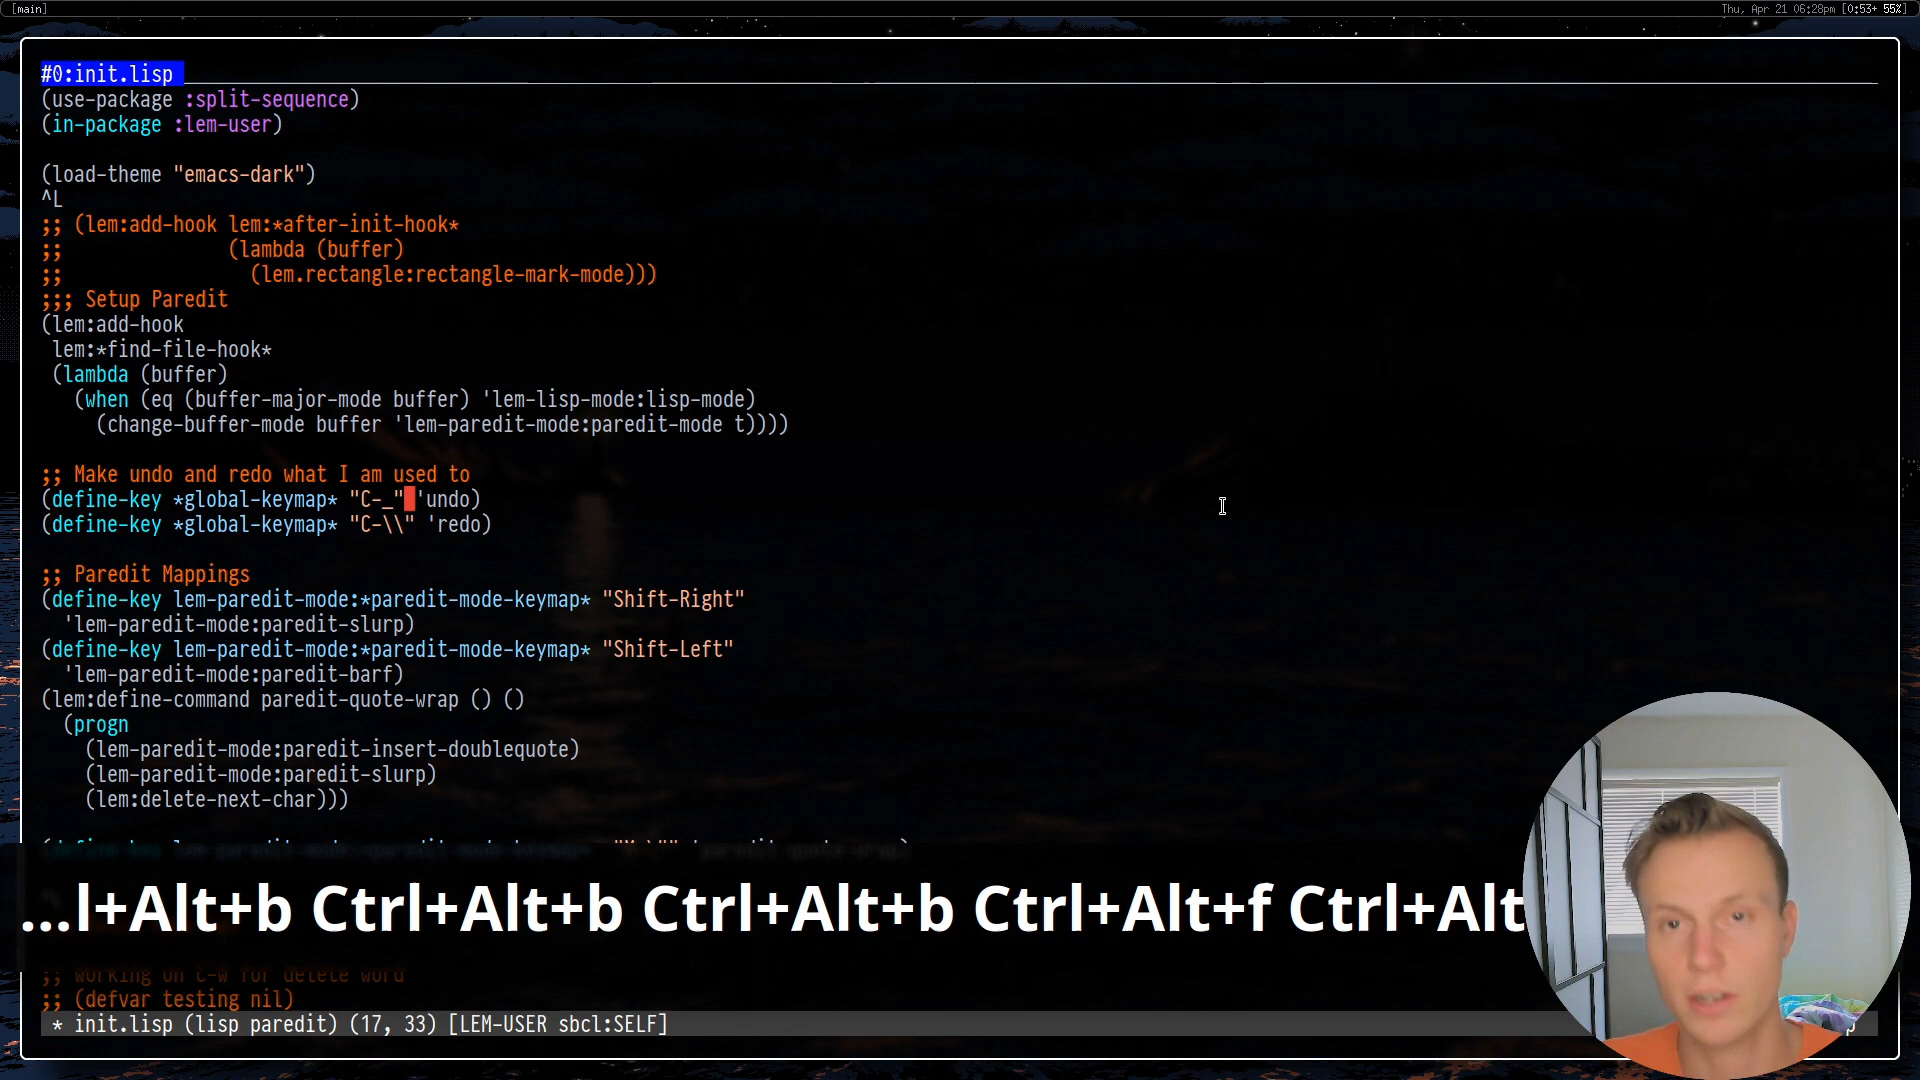 [main]
Thu, Apr 21 06:28pm [0:53+ 55%]
#0:init.lisp
(use-package :split-sequence)
(in-package :lem-user)
(load-theme "emacs-dark")
^L
;; (lem:add-hook lem:*after-init-hook*
;;               (lambda (buffer)
;;                 (lem.rectangle:rectangle-mark-mode)))
;;; Setup Paredit
(lem:add-hook
 lem:*find-file-hook*
 (lambda (buffer)
   (when (eq (buffer-major-mode buffer) 'lem-lisp-mode:lisp-mode)
     (change-buffer-mode buffer 'lem-paredit-mode:paredit-mode t))))
;; Make undo and redo what I am used to
(define-key *global-keymap* "C-_" 'undo)
(define-key *global-keymap* "C-\\" 'redo)
;; Paredit Mappings
(define-key lem-paredit-mode:*paredit-mode-keymap* "Shift-Right"
  'lem-paredit-mode:paredit-slurp)
(define-key lem-paredit-mode:*paredit-mode-keymap* "Shift-Left"
  'lem-paredit-mode:paredit-barf)
(lem:define-command paredit-quote-wrap () ()
  (progn
    (lem-paredit-mode:paredit-insert-doublequote)
    (lem-paredit-mode:paredit-slurp)
    (lem:delete-next-char)))
...l+Alt+b Ctrl+Alt+b Ctrl+Alt+b Ctrl+Alt+f Ctrl+Alt
;; working on C-w for delete word
;; (defvar testing nil)
* init.lisp (lisp paredit) (17, 33) [LEM-USER sbcl:SELF]